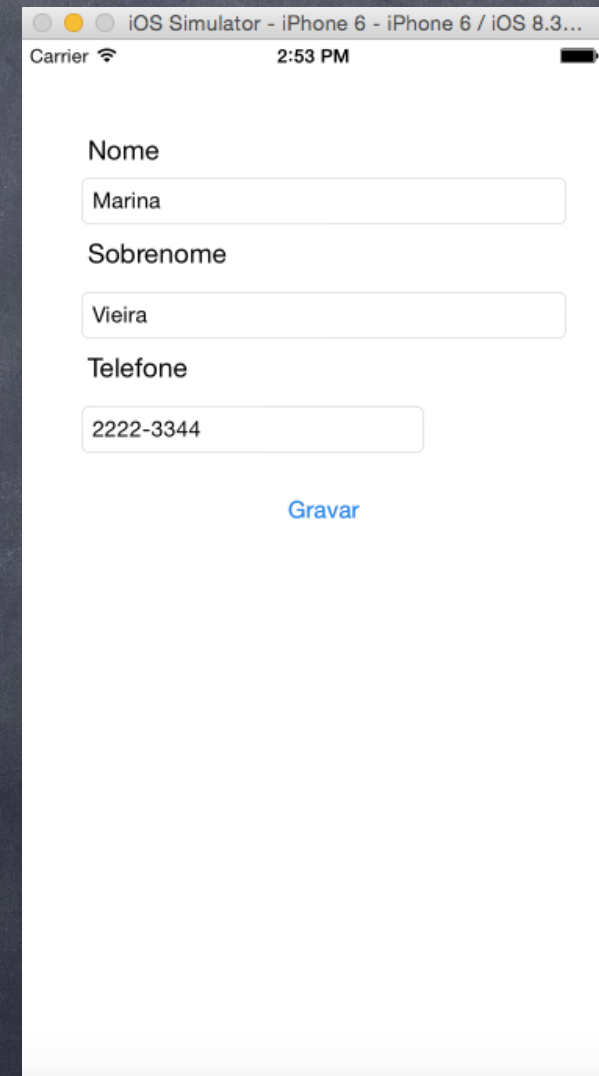 iOS Simulator - iPhone 6 - iPhone 6 / iOS 8.3...
Carrier 2:53 PM
Nome
Marina
Sobrenome
Vieira
Telefone
2222-3344
Gravar